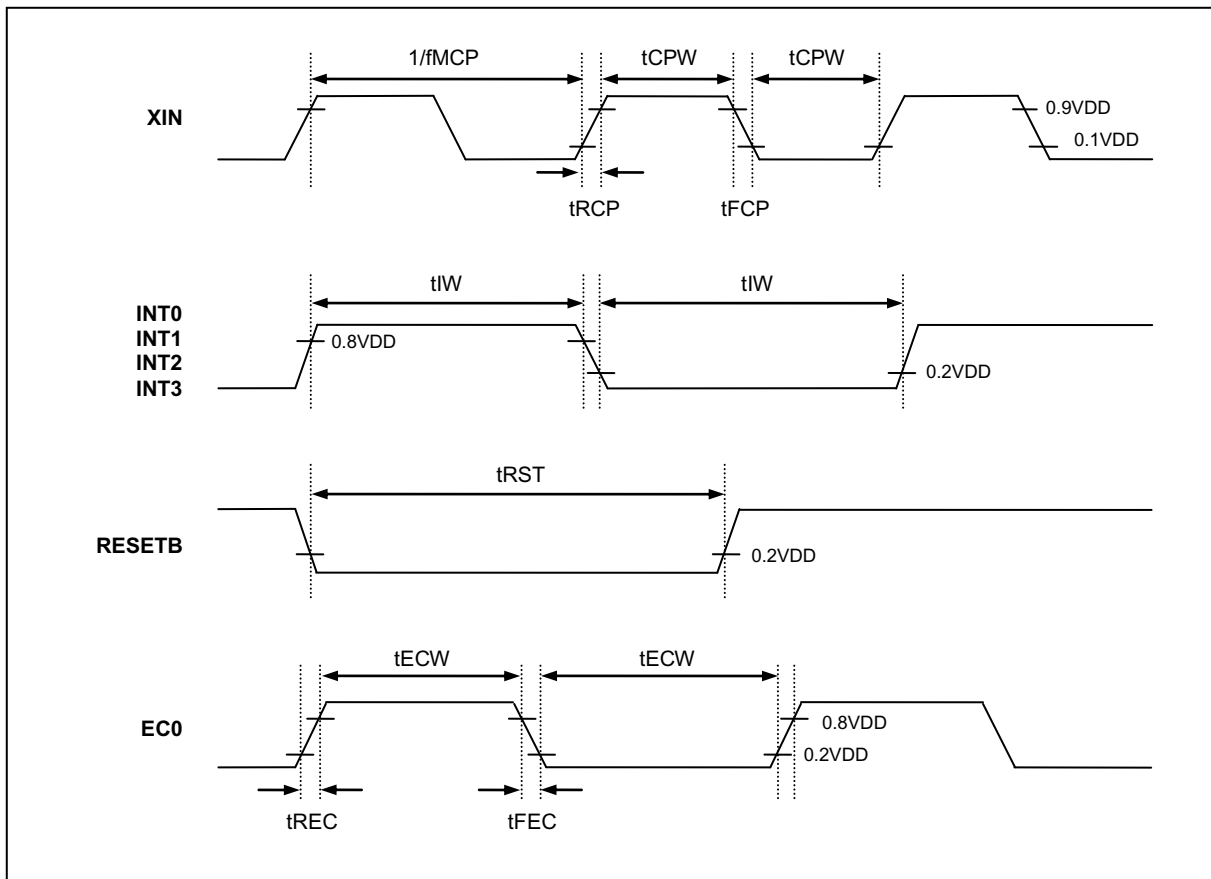 1/fMCP
tCPW
tCPW
XIN
0.9VDD
0.1VDD
tRCP
tFCP
tIW
tIW
INT0
INT1
INT2
INT3
0.8VDD
0.2VDD
tRST
RESETB
0.2VDD
tECW
tECW
EC0
0.8VDD
0.2VDD
tREC
tFEC